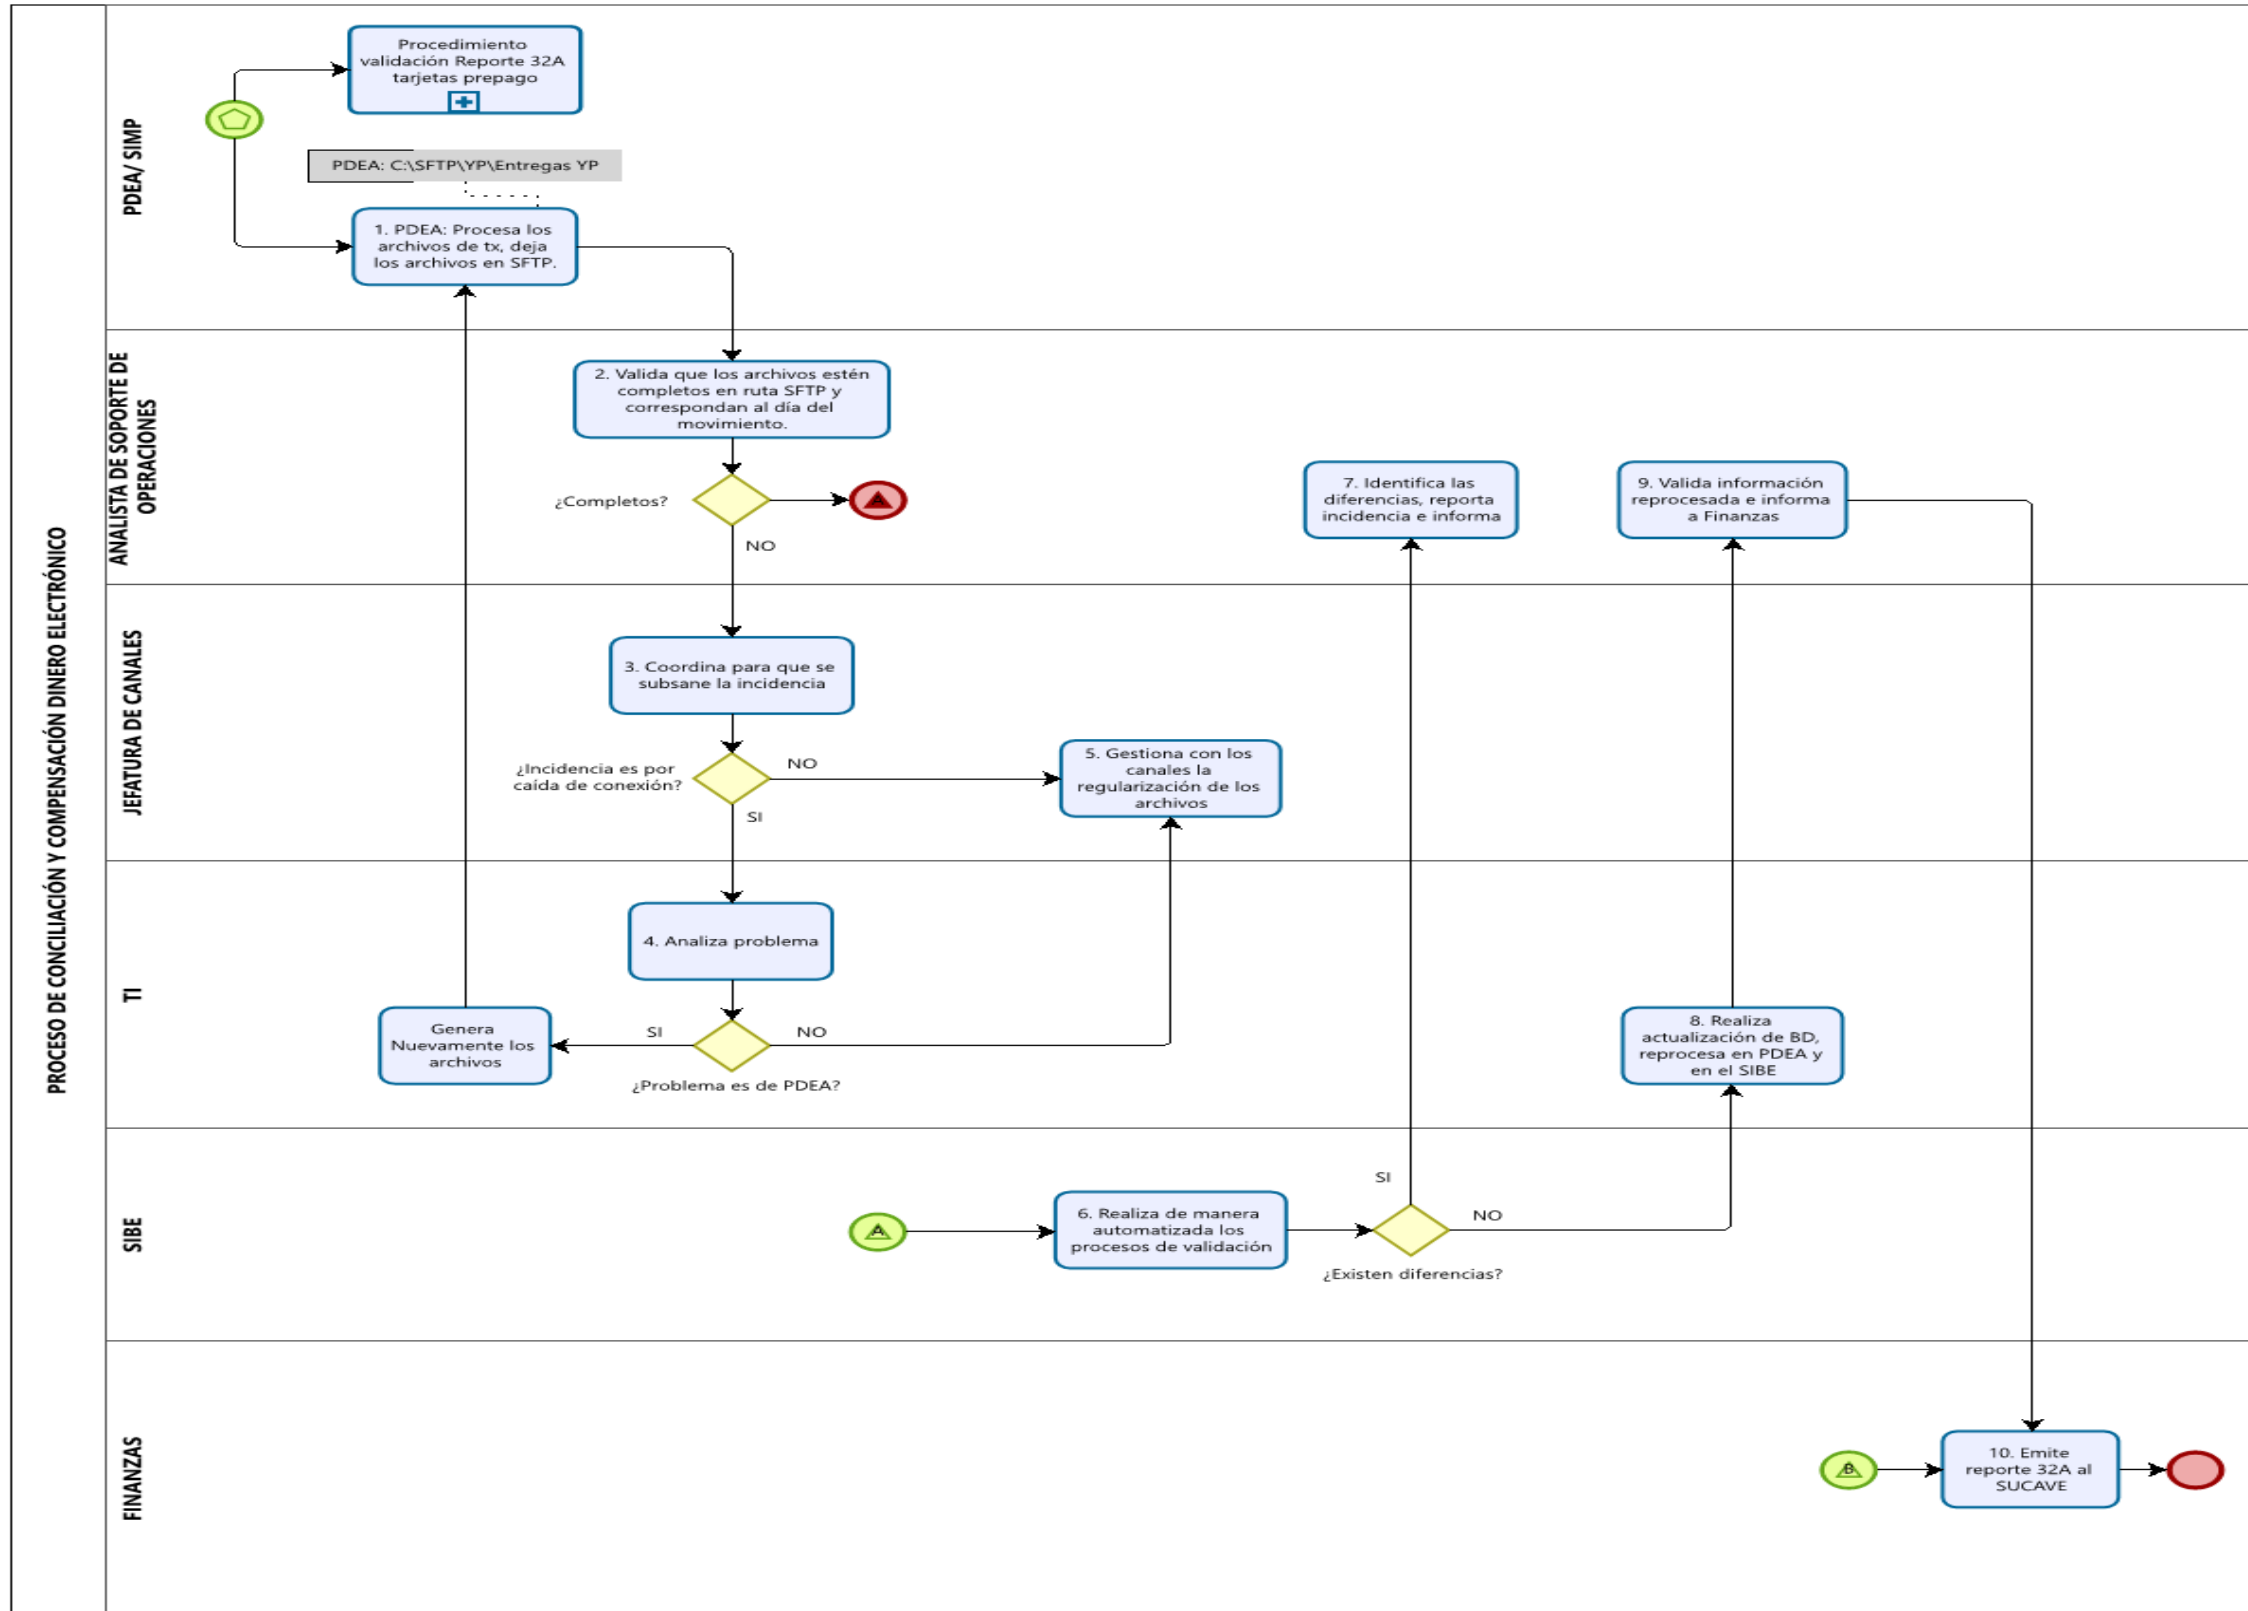 PROCESO DE CONCILIACIÓN Y COMPENSACIÓN DINERO ELECTRÓNICO
PDEA/ SIMP
Procedimiento
validación Reporte 32A
tarjetas prepago
PDEA: C:\SFTP\YP\Entregas YP
1. PDEA: Procesa los
archivos de tx, deja
los archivos en SFTP.
ANALISTA DE SOPORTE DE
OPERACIONES
2. Valida que los archivos estén
completos en ruta SFTP y
correspondan al día del
movimiento.
¿Completos?
A
NO
7. Identifica las
diferencias, reporta
incidencia e informa
9. Valida información
reprocesada e informa
a Finanzas
JEFATURA DE CANALES
3. Coordina para que se
subsane la incidencia
¿Incidencia es por
caída de conexión?
NO
SI
5. Gestiona con los
canales la
regularización de los
archivos
TI
4. Analiza problema
Genera
Nuevamente los
archivos
SI
NO
¿Problema es de PDEA?
8. Realiza
actualización de BD,
reprocesa en PDEA y
en el SIBE
SIBE
A
6. Realiza de manera
automatizada los
procesos de validación
SI
NO
¿Existen diferencias?
FINANZAS
B
10. Emite
reporte 32A al
SUCAVE